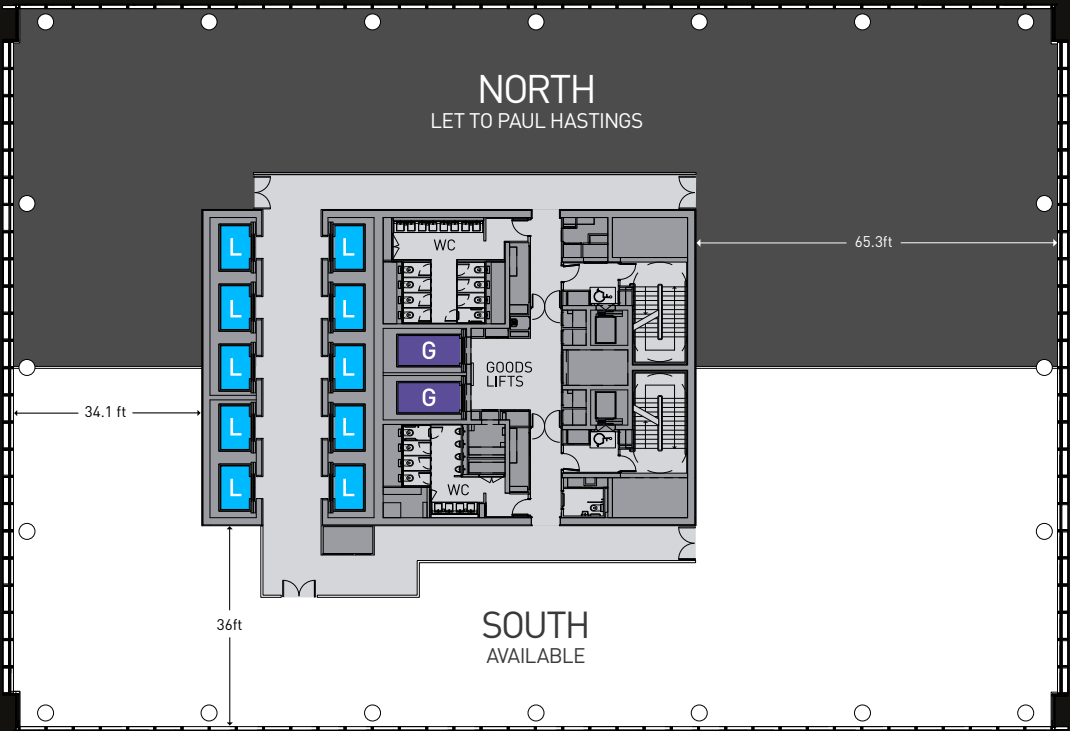 NORTH
LET TO PAUL HASTINGS
65.3ft
L
L
WC
L
L
G
L
L
GOODS
LIFTS
G
34.1 ft
L
L
L
L
WC
36ft
SOUTH
AVAILABLE